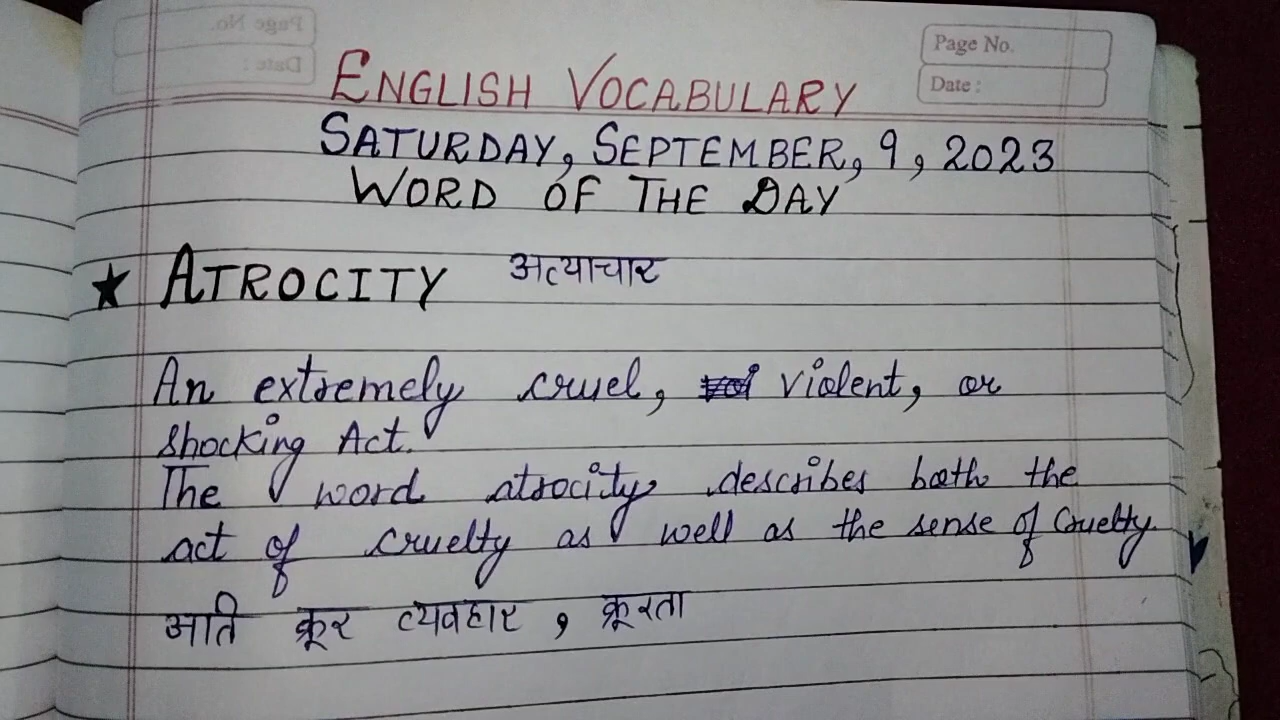 Page No.
Date :
ENGLISH VOCABULARY
SATURDAY, SEPTEMBER, 9, 2023
WORD OF THE DAY
★ ATROCITY अत्याचार
An extremely cruel, violent, or
shocking Act.
The word atrocity describes both the
act of cruelty as well as the sense of Cruelty.
आति क्रूर व्यवहार , क्रूरता